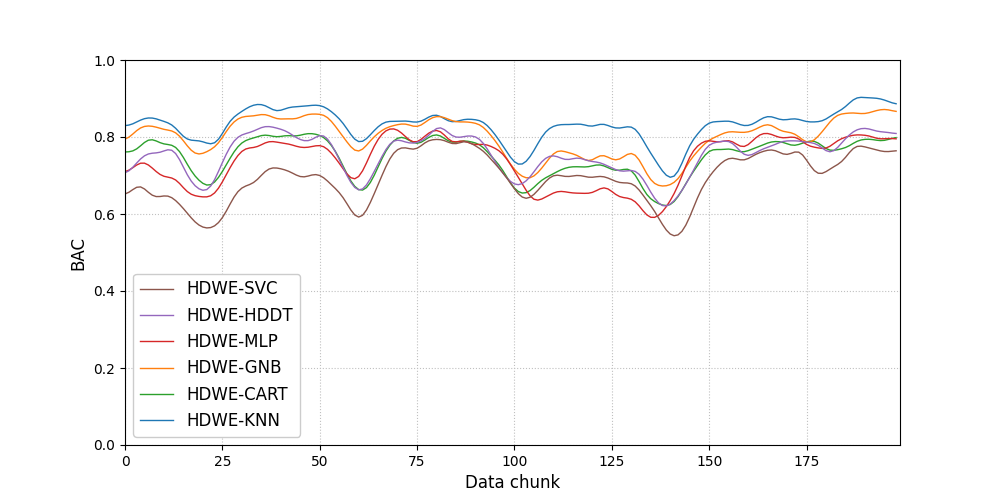 1.0
0.8
0.6
0.4
0.2
0.0
BAC
HDWE-SVC
HDWE-HDDT
HDWE-MLP
HDWE-GNB
HDWE-CART
HDWE-KNN
0 25 50 75 100 125 150 175
Data chunk